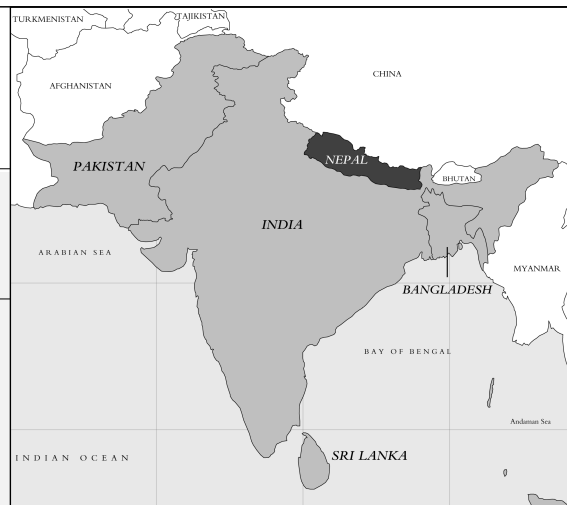 TURKMENISTAN
TAJIKISTAN
CHINA
AFGHANISTAN
NEPAL
PAKISTAN
BHUTAN
INDIA
ARABIAN SEA
MYANMAR
BANGLADESH
BAY OF BENGAL
Andaman Sea
SRI LANKA
INDIAN OCEAN